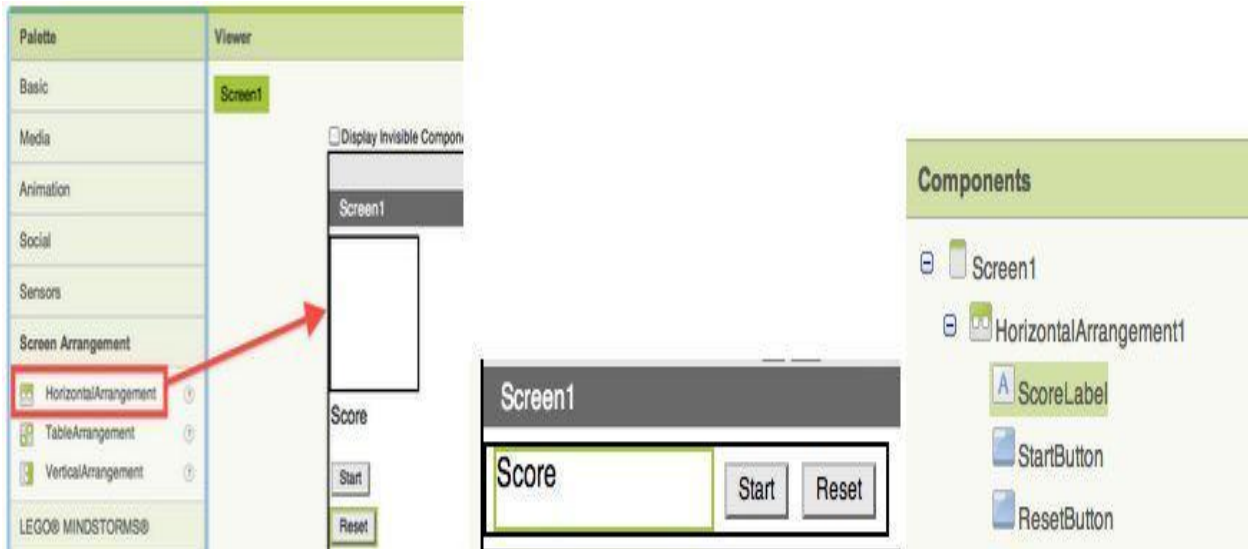 Palette
Viewer
Basic
Screen1
Media
Display Invisible Compone
Animation
Screen1
Social
Sensors
Screen Arrangement
HorizontalArrangement
Score
TableArrangement
VerticalArrangement
Start
LEGO® MINDSTORMS®
Reset
Screen1
Score
Start
Reset
Components
Screen1
HorizontalArrangement1
A
ScoreLabel
StartButton
ResetButton